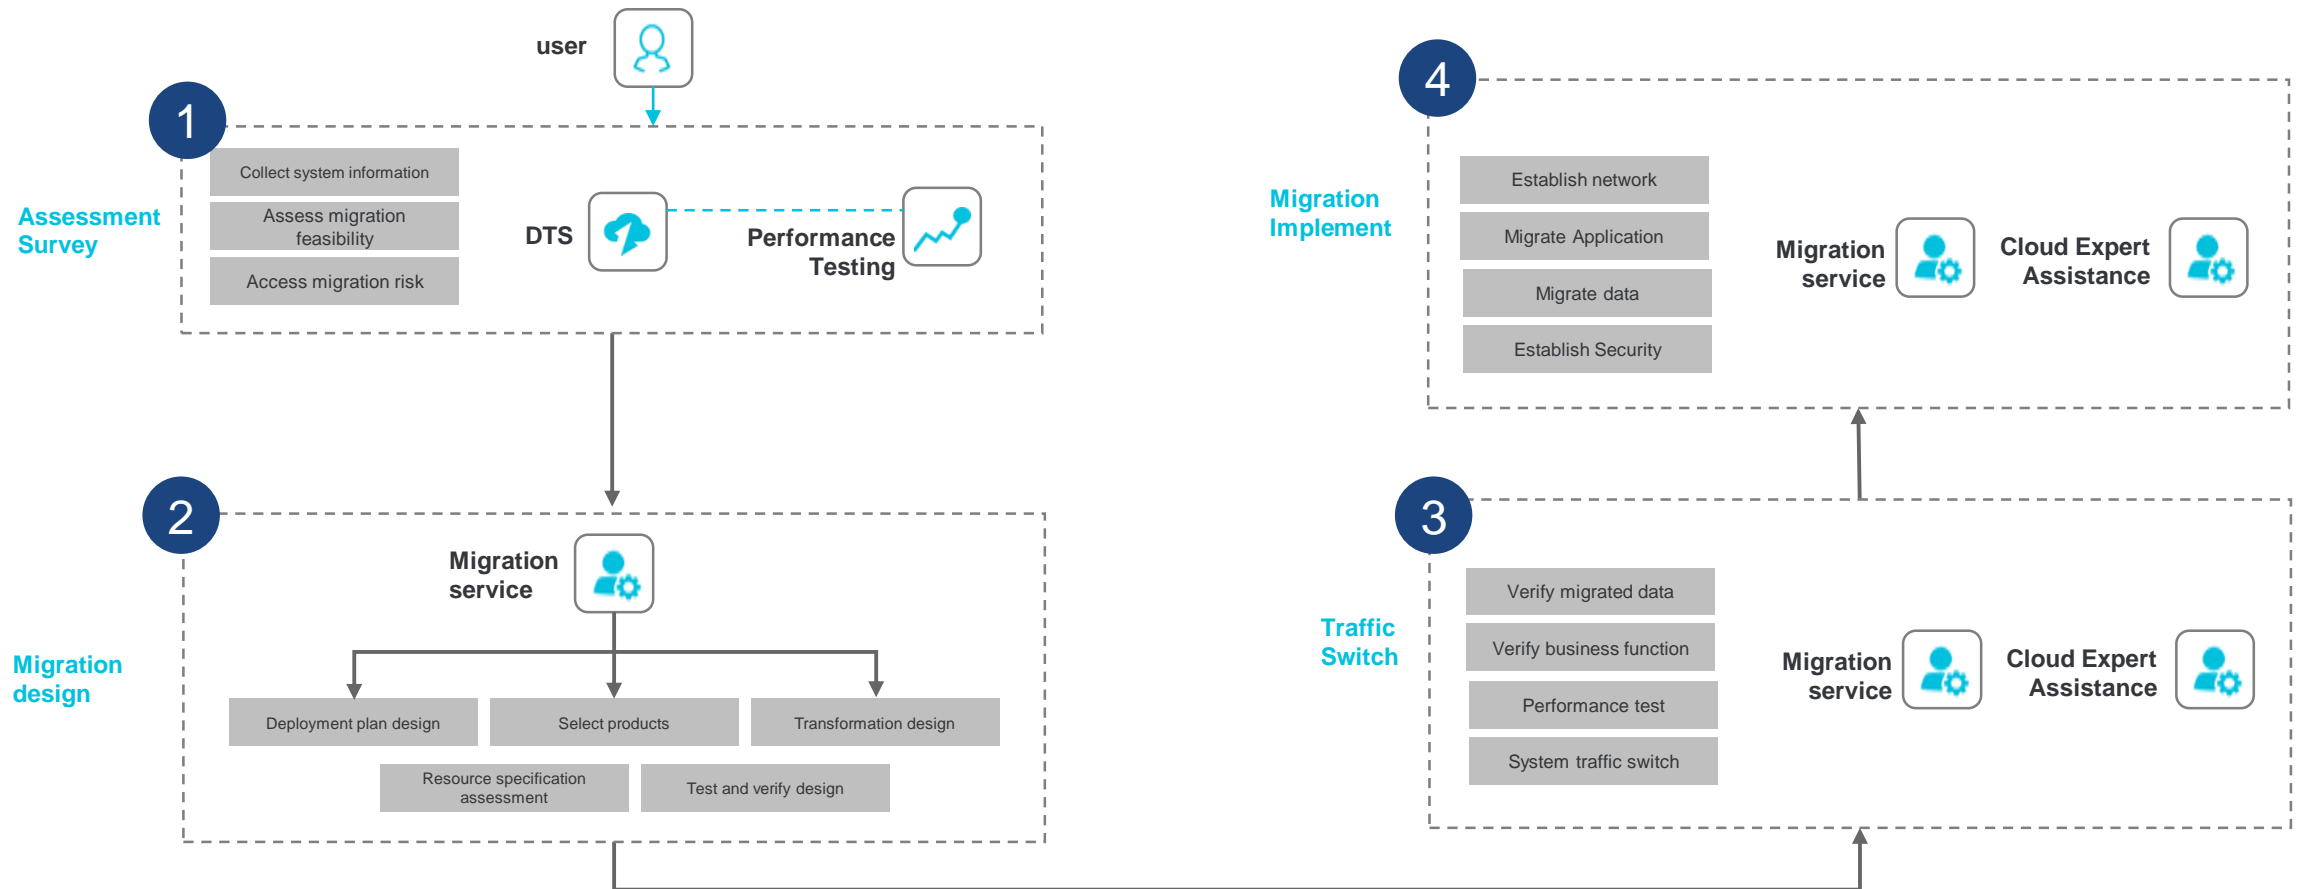 user
1
Assessment
Survey
Collect system information
Assess migration
feasibility
Access migration risk
DTS
Performance
Testing
2
Migration
design
Migration
service
Deployment plan design
Select products
Transformation design
Resource specification
assessment
Test and verify design
4
Migration
Implement
Establish network
Migrate Application
Migrate data
Establish Security
Migration
service
Cloud Expert
Assistance
3
Traffic
Switch
Verify migrated data
Verify business function
Performance test
System traffic switch
Migration
service
Cloud Expert
Assistance